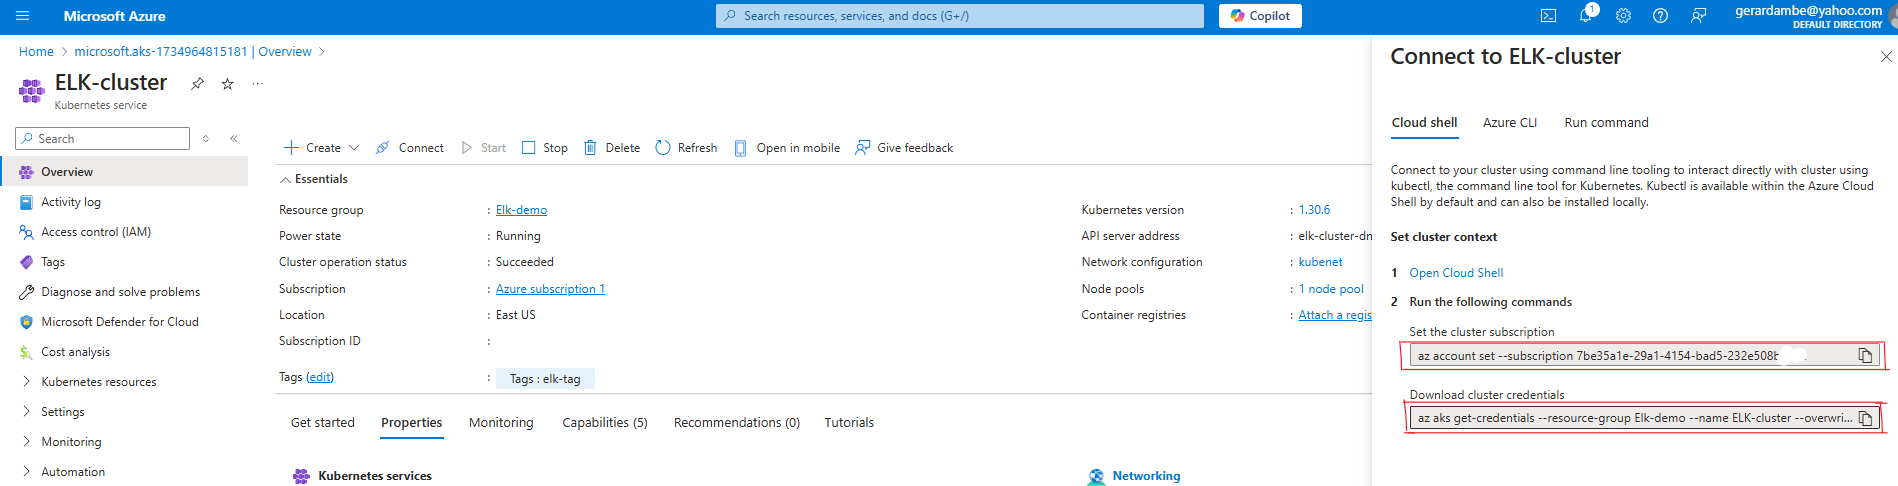 Microsoft Azure
Search resources, services, and docs (G+/)
Copilot
1
gerardambe@yahoo.com
DEFAULT DIRECTORY
Home > microsoft.aks-1734964815181 | Overview >
ELK-cluster
Kubernetes service
Search
Overview
Activity log
Access control (IAM)
Tags
Diagnose and solve problems
Microsoft Defender for Cloud
Cost analysis
Kubernetes resources
Settings
Monitoring
Automation
Create
Connect
Start
Stop
Delete
Refresh
Open in mobile
Give feedback
Essentials
Resource group : Elk-demo
Power state : Running
Cluster operation status : Succeeded
Subscription : Azure subscription 1
Location : East US
Subscription ID :
Tags (edit) : Tags : elk-tag
Kubernetes version : 1.30.6
API server address : elk-cluster-dn
Network configuration : kubenet
Node pools : 1 node pool
Container registries : Attach a regis
Get started
Properties
Monitoring
Capabilities (5)
Recommendations (0)
Tutorials
Kubernetes services
Networking
Connect to ELK-cluster
Cloud shell
Azure CLI
Run command
Connect to your cluster using command line tooling to interact directly with cluster using
kubectl, the command line tool for Kubernetes. Kubectl is available within the Azure Cloud
Shell by default and can also be installed locally.
Set cluster context
1 Open Cloud Shell
2 Run the following commands
Set the cluster subscription
az account set --subscription 7be35a1e-29a1-4154-bad5-232e508
Download cluster credentials
az aks get-credentials --resource-group Elk-demo --name ELK-cluster --overwri...